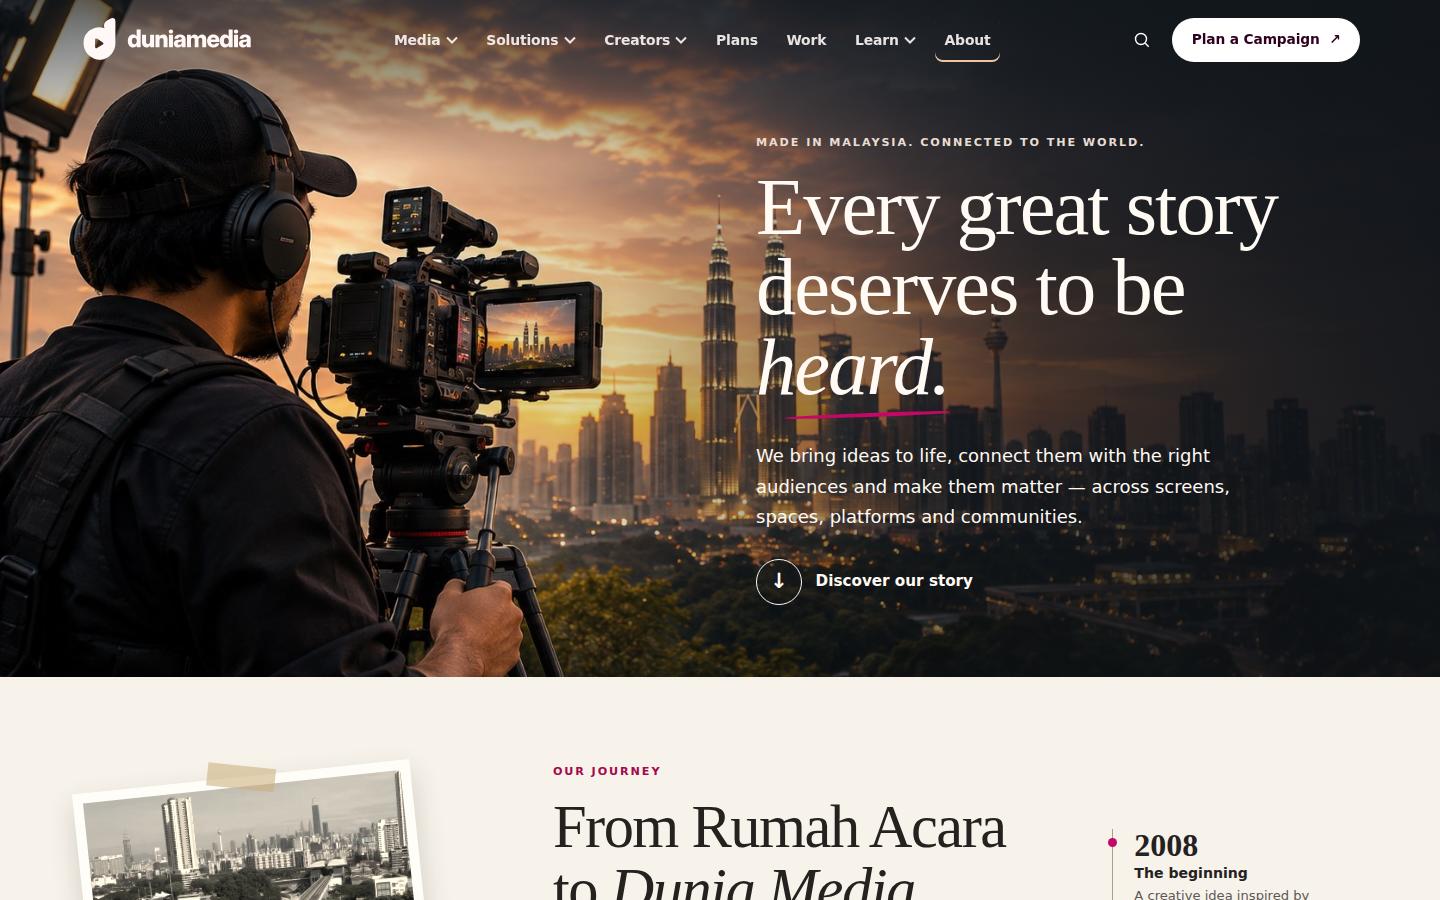 duniamedia
Media
Solutions
Creators
Plans
Work
Learn
About
Plan a Campaign ↗
MADE IN MALAYSIA. CONNECTED TO THE WORLD.
Every great story
deserves to be
heard.
We bring ideas to life, connect them with the right
audiences and make them matter — across screens,
spaces, platforms and communities.
↓ Discover our story
OUR JOURNEY
From Rumah Acara
to Dunia Media
2008
The beginning
A creative idea inspired by